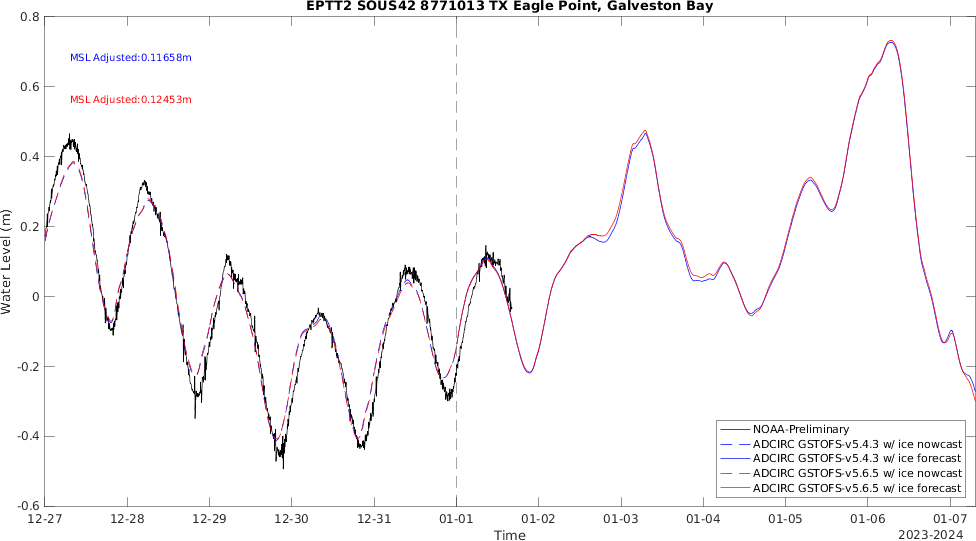 EPTT2 SOUS42 8771013 TX Eagle Point, Galveston Bay
MSL Adjusted:0.11658m
MSL Adjusted:0.12453m
Water Level (m)
0.8
0.6
0.4
0.2
0
-0.2
-0.4
-0.6
NOAA-Preliminary
ADCIRC GSTOFS-v5.4.3 w/ ice nowcast
ADCIRC GSTOFS-v5.4.3 w/ ice forecast
ADCIRC GSTOFS-v5.6.5 w/ ice nowcast
ADCIRC GSTOFS-v5.6.5 w/ ice forecast
12-27 12-28 12-29 12-30 12-31 01-01 01-02 01-03 01-04 01-05 01-06 01-07
Time
2023-2024